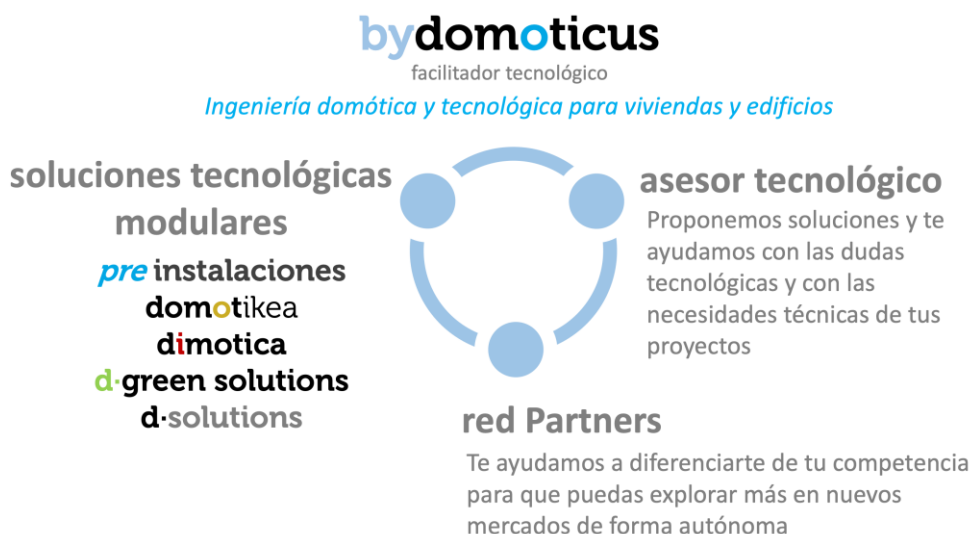 bydomoticus
facilitador tecnológico
Ingeniería domótica y tecnológica para viviendas y edificios
soluciones tecnológicas
modulares
pre instalaciones
domotikea
dimotica
d·green solutions
d·solutions
asesor tecnológico
Proponemos soluciones y te
ayudamos con las dudas
tecnológicas y con las
necesidades técnicas de tus
proyectos
red Partners
Te ayudamos a diferenciarte de tu competencia
para que puedas explorar más en nuevos
mercados de forma autónoma